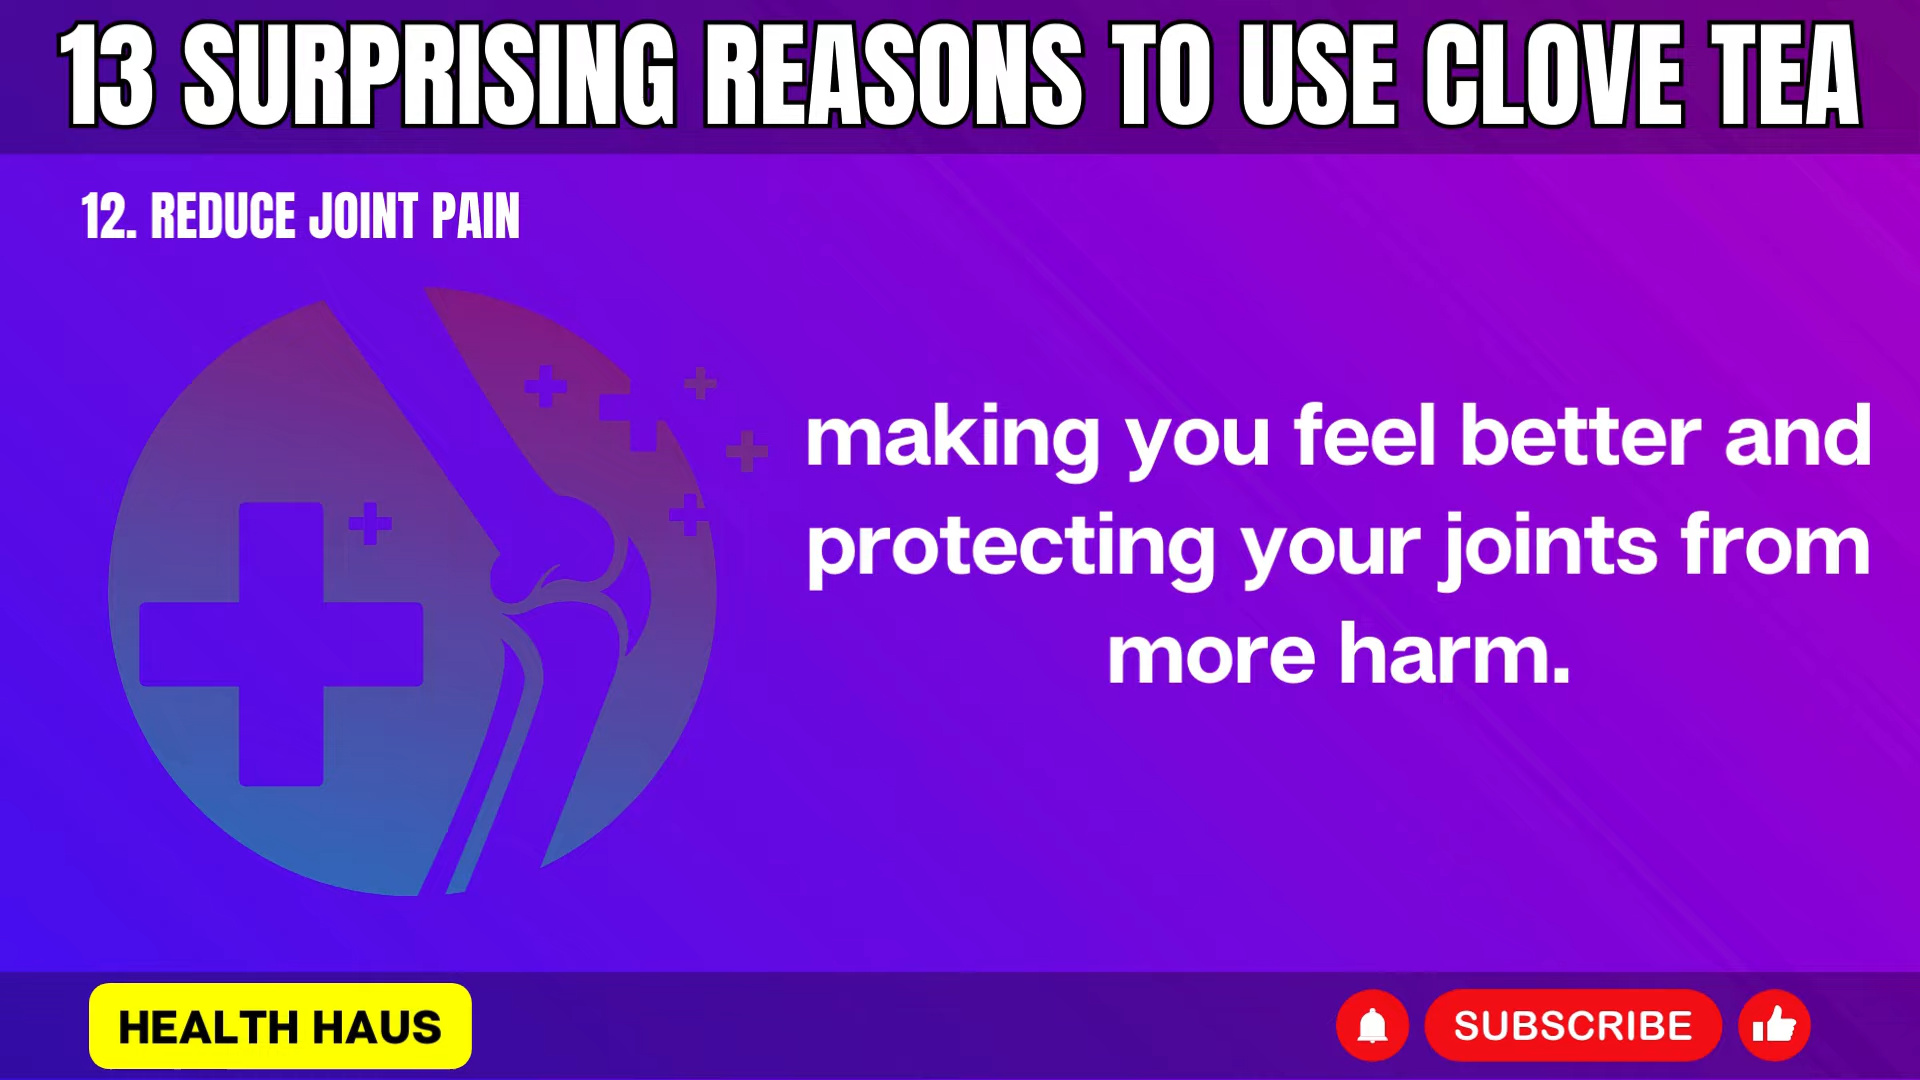 13 SURPRISING REASONS TO USE CLOVE TEA
12. REDUCE JOINT PAIN
making you feel better and
protecting your joints from
more harm.
HEALTH HAUS
SUBSCRIBE